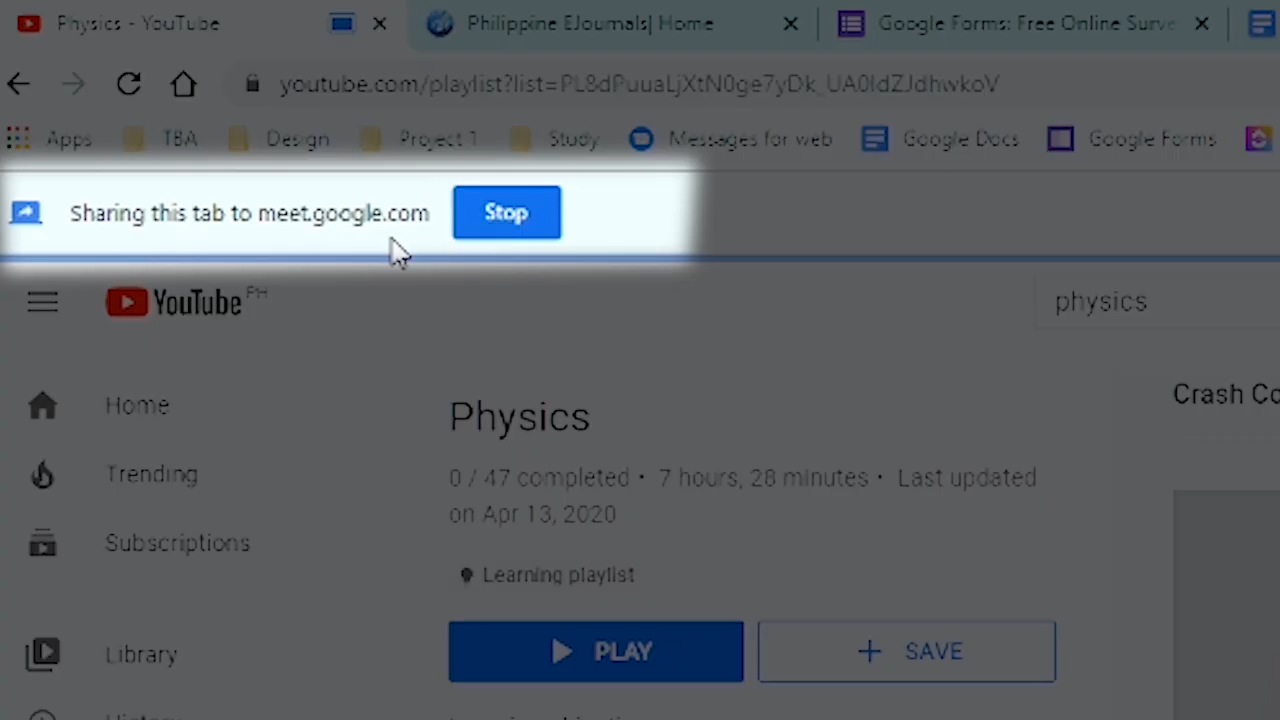 Physics - YouTube
Philippine EJournals| Home
Google Forms: Free Online Surve
youtube.com/playlist?list=PL8dPuuaLjXtN0ge7yDk_UA0ldZJdhwkoV
Apps
TBA
Design
Project 1
Study
Messages for web
Google Docs
Google Forms
Sharing this tab to meet.google.com
Stop
YouTube PH
physics
Home
Trending
Subscriptions
Library
Physics
0 / 47 completed • 7 hours, 28 minutes • Last updated
on Apr 13, 2020
Learning playlist
PLAY
+ SAVE
Crash Co